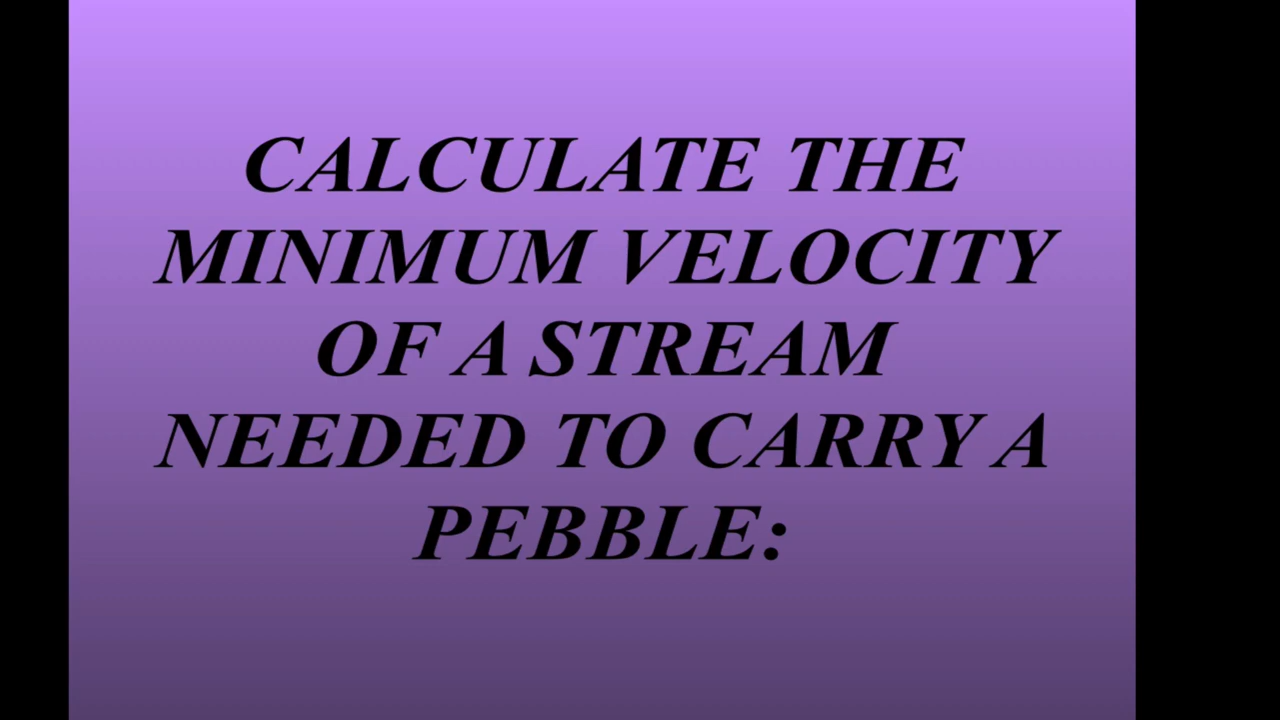 CALCULATE THE
MINIMUM VELOCITY
OF A STREAM
NEEDED TO CARRY A
PEBBLE: